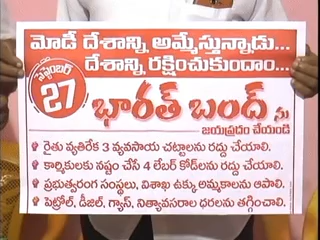 మోడీ దేశాన్ని అమ్మేస్తున్నాడు...
దేశాన్ని రక్షించుకుందాం...
సెప్టెంబర్
27
భారత్ బంద్ ను
జయప్రదం చేయండి
రైతు వ్యతిరేక 3 వ్యవసాయ చట్టాలను రద్దు చేయాలి.
కార్మికులకు నష్టం చేసే 4 లేబర్ కోడ్‌లను రద్దు చేయాలి.
ప్రభుత్వరంగ సంస్థలు, విశాఖ ఉక్కు అమ్మకాలను ఆపాలి.
పెట్రోల్, డీజిల్, గ్యాస్, నిత్యావసరాల ధరలను తగ్గించాలి.